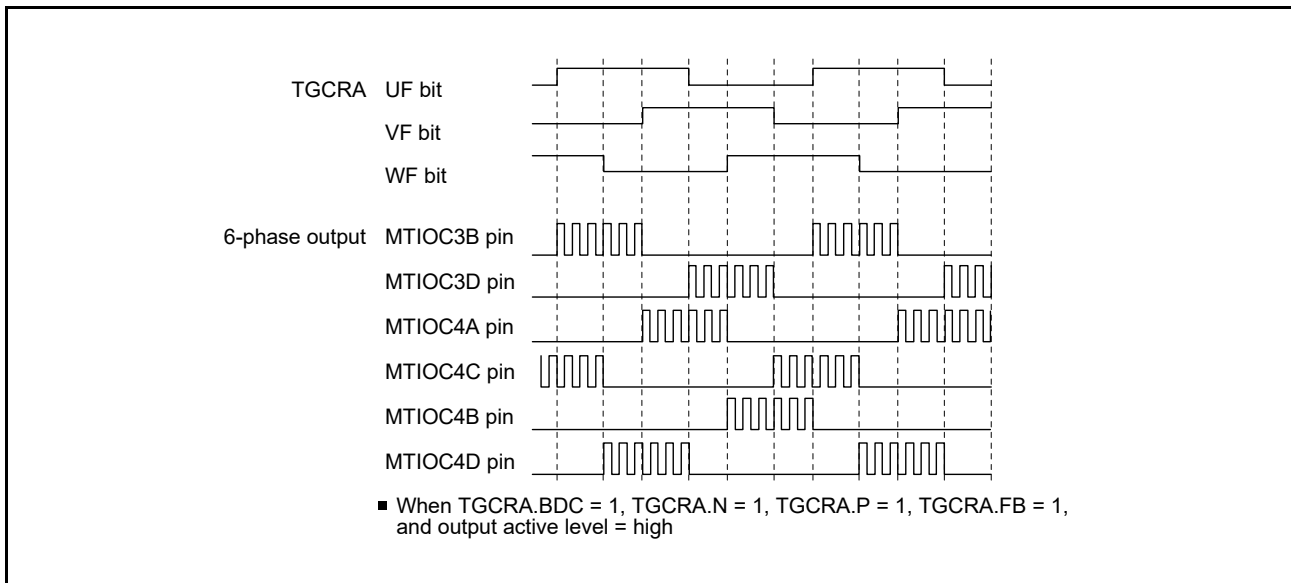 TGCRA UF bit
VF bit
WF bit
6-phase output MTIOC3B pin
MTIOC3D pin
MTIOC4A pin
MTIOC4C pin
MTIOC4B pin
MTIOC4D pin
■ When TGCRA.BDC = 1, TGCRA.N = 1, TGCRA.P = 1, TGCRA.FB = 1,
and output active level = high